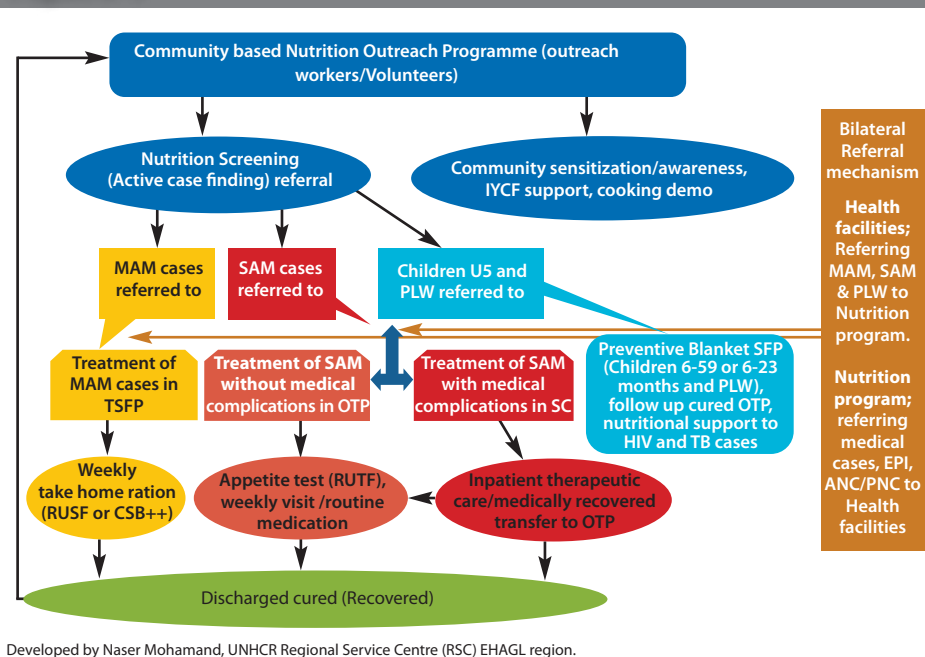 Community based Nutrition Outreach Programme (outreach
workers/Volunteers)
Nutrition Screening
(Active case finding) referral
Community sensitization/awareness,
IYCF support, cooking demo
MAM cases
referred to
SAM cases
referred to
Children U5 and
PLW referred to
Treatment of
MAM cases in
TSFP
Treatment of SAM
without medical
complications in OTP
Treatment of SAM
with medical
complications in SC
Preventive Blanket SFP
(Children 6-59 or 6-23
months and PLW),
follow up cured OTP,
nutritional support to
HIV and TB cases
Weekly
take home ration
(RUSF or CSB++)
Appetite test (RUTF),
weekly visit /routine
medication
Inpatient therapeutic
care/medically recovered
transfer to OTP
Discharged cured (Recovered)
Bilateral
Referral
mechanism
Health
facilities;
Referring
MAM, SAM
& PLW to
Nutrition
program.
Nutrition
program;
referring
medical
cases, EPI,
ANC/PNC to
Health
facilities
Developed by Naser Mohamand, UNHCR Regional Service Centre (RSC) EHAGL region.